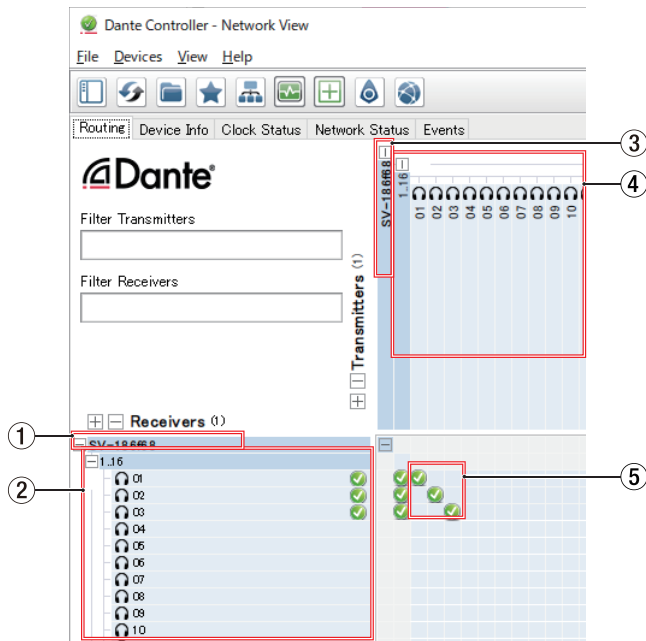 Dante Controller - Network View
File Devices View Help
Routing Device Info Clock Status Network Status Events
Dante®
Filter Transmitters
Filter Receivers
Transmitters (1)
SV-186f68
1..16
01 02 03 04 05 06 07 08 09 10
3
4
Receivers (1)
1
SV-186f68
2
1..16
01
02
03
04
05
06
07
08
09
10
5